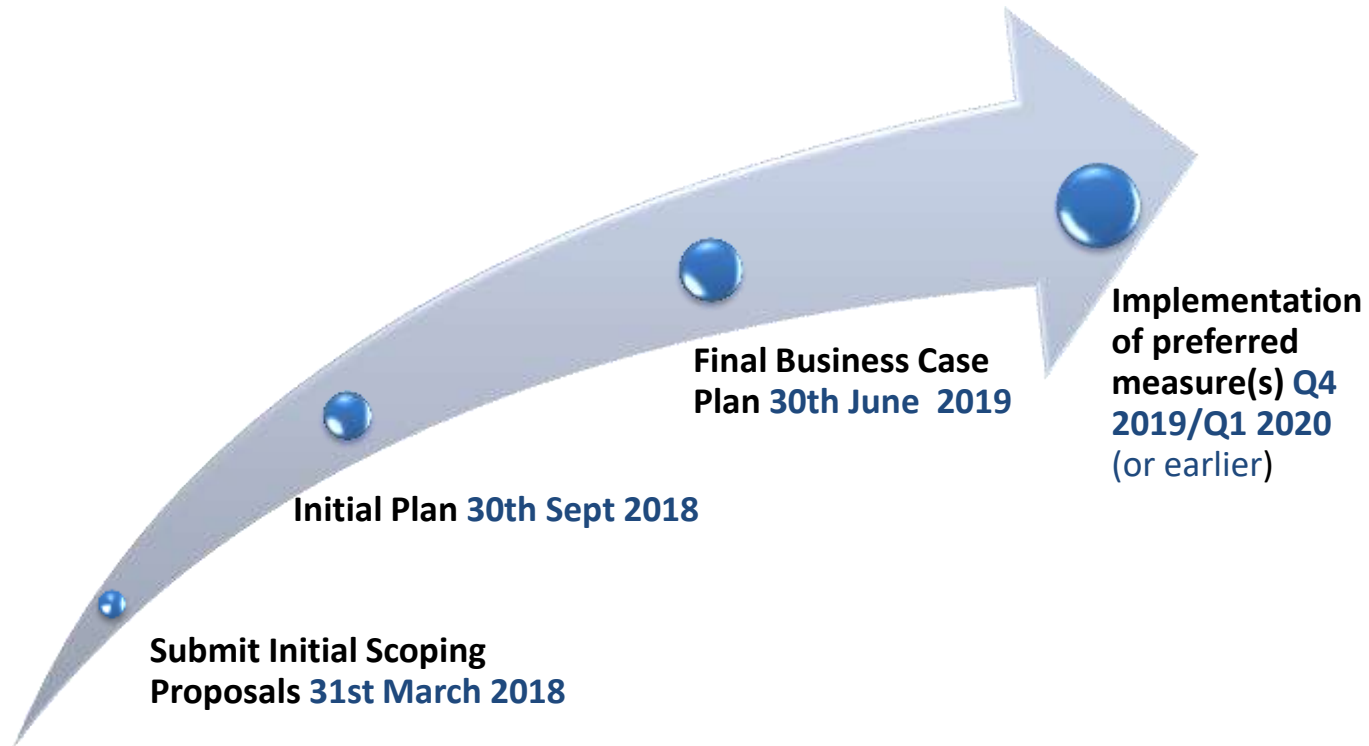 Submit Initial Scoping
Proposals 31st March 2018
Initial Plan 30th Sept 2018
Final Business Case
Plan 30th June  2019
Implementation
of preferred
measure(s) Q4
2019/Q1 2020
(or earlier)